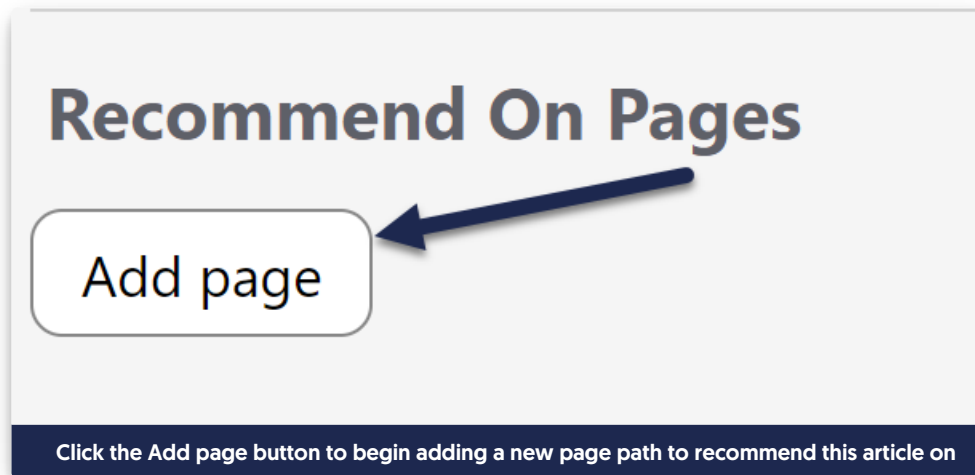 Recommend On Pages
Add page
Click the Add page button to begin adding a new page path to recommend this article on